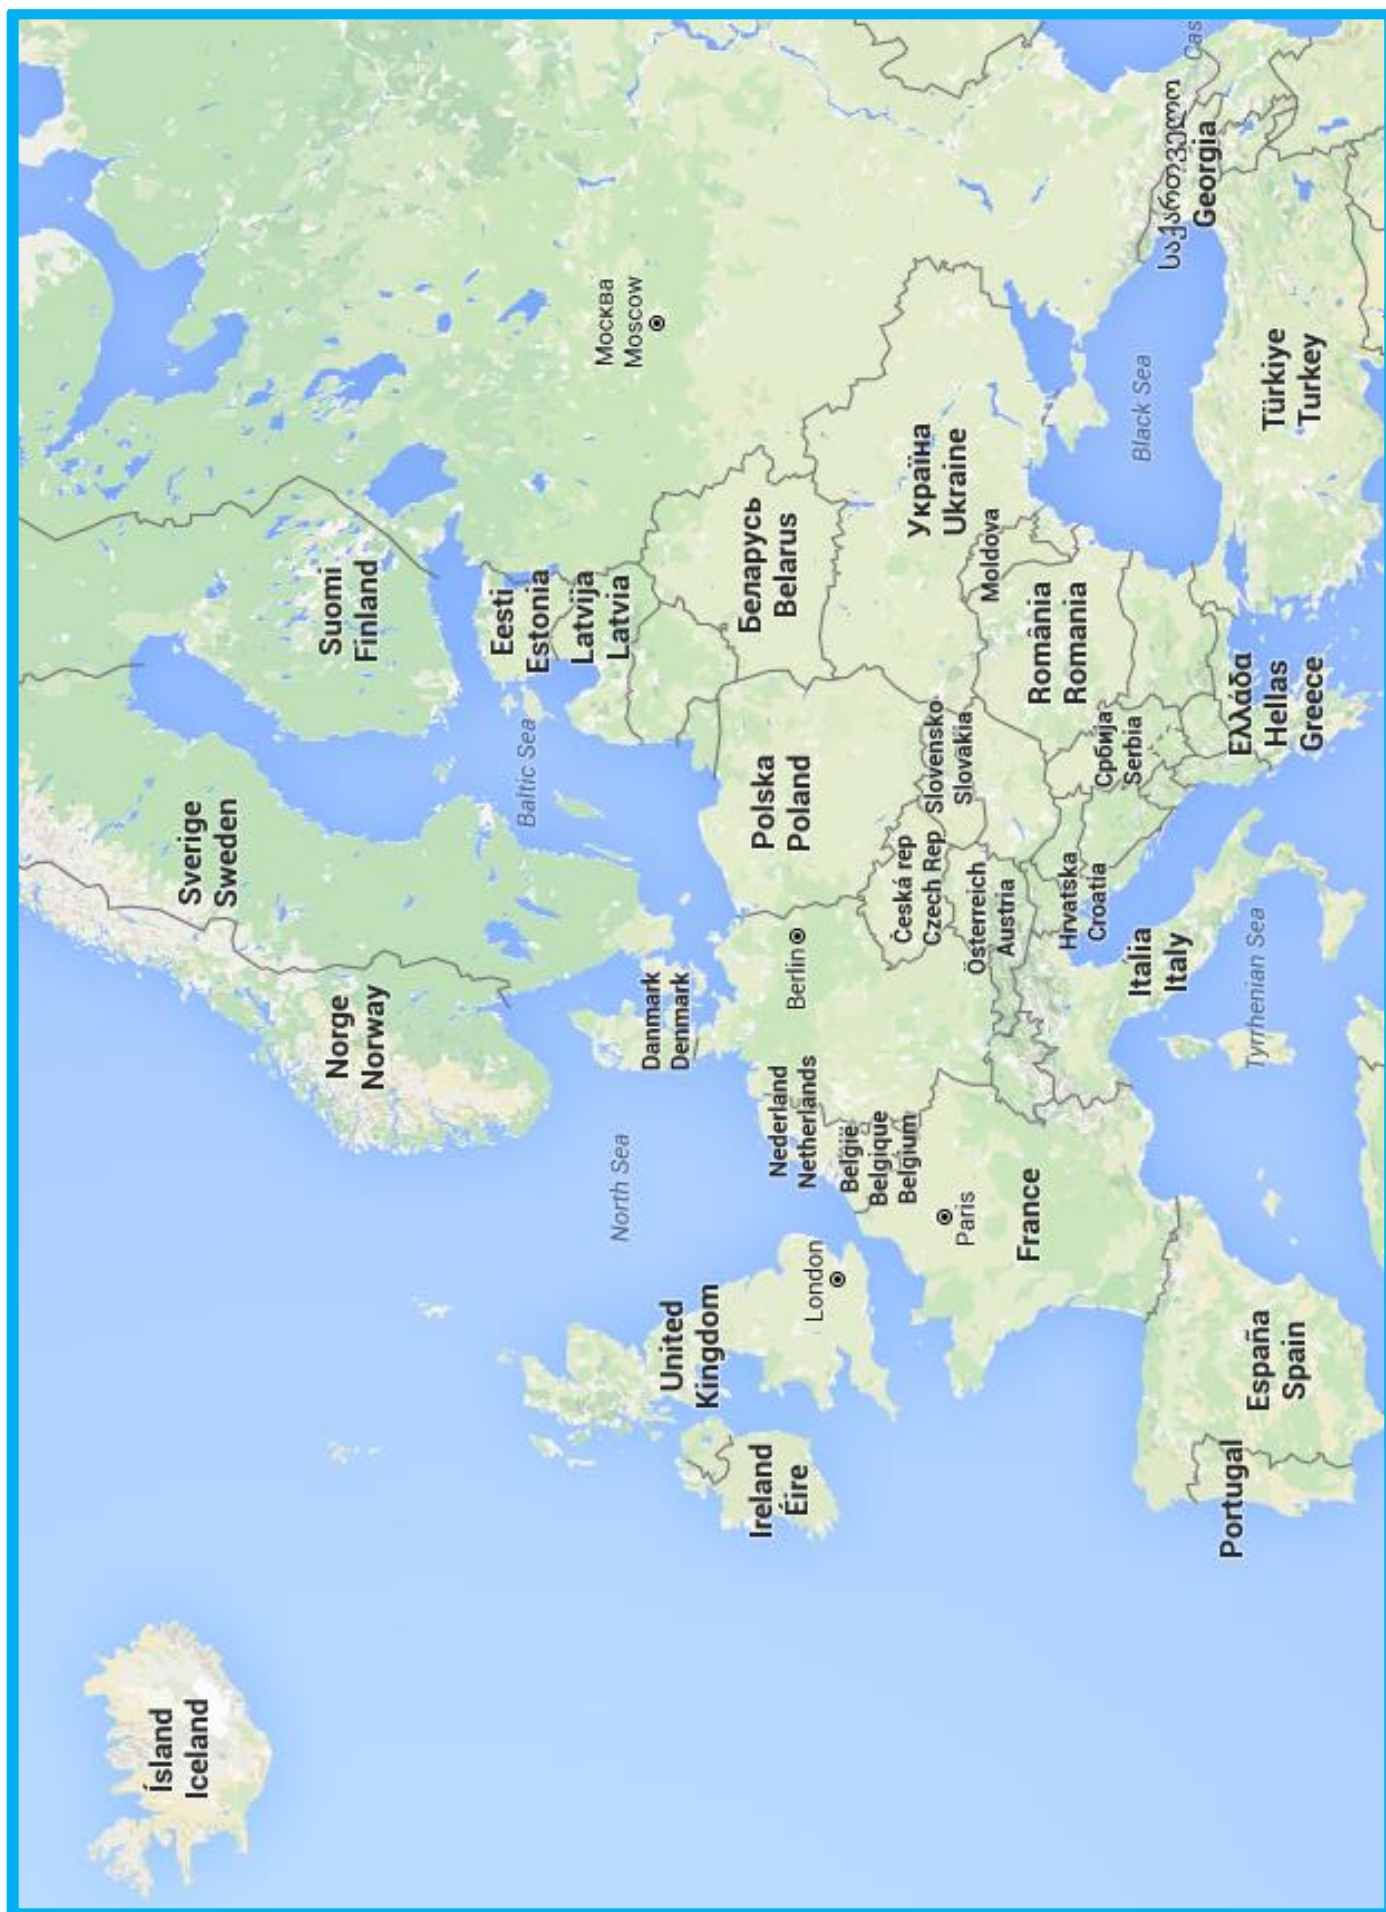 Ísland
Iceland
Norge
Norway
Sverige
Sweden
Suomi
Finland
Eesti
Estonia
Latvija
Latvia
Baltic Sea
North Sea
Danmark
Denmark
United
Kingdom
Ireland
Éire
London
Nederland
Netherlands
België
Belgique
Belgium
Berlin
Polska
Poland
Беларусь
Belarus
Москва
Moscow
Paris
France
Česká rep
Czech Rep
Slovensko
Slovakia
Österreich
Austria
Україна
Ukraine
Moldova
România
Romania
Hrvatska
Croatia
Србија
Serbia
Italia
Italy
Black Sea
საქართველო
Georgia
Cas
Portugal
España
Spain
Tyrrhenian Sea
Ελλάδα
Hellas
Greece
Türkiye
Turkey